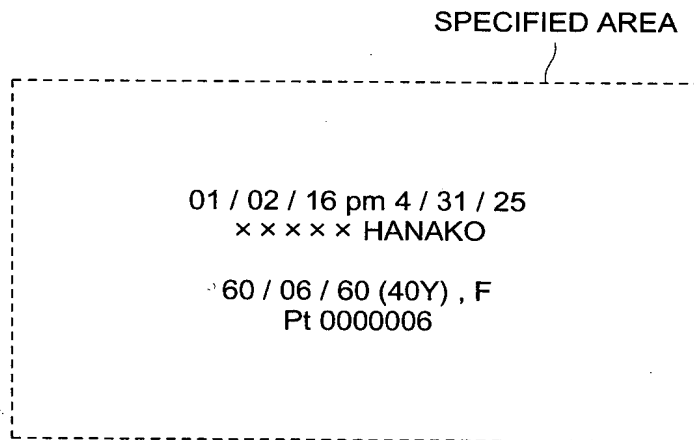 SPECIFIED AREA
01 / 02 / 16 pm 4 / 31 / 25
××××× HANAKO
60 / 06 / 60 (40Y) , F
Pt 0000006